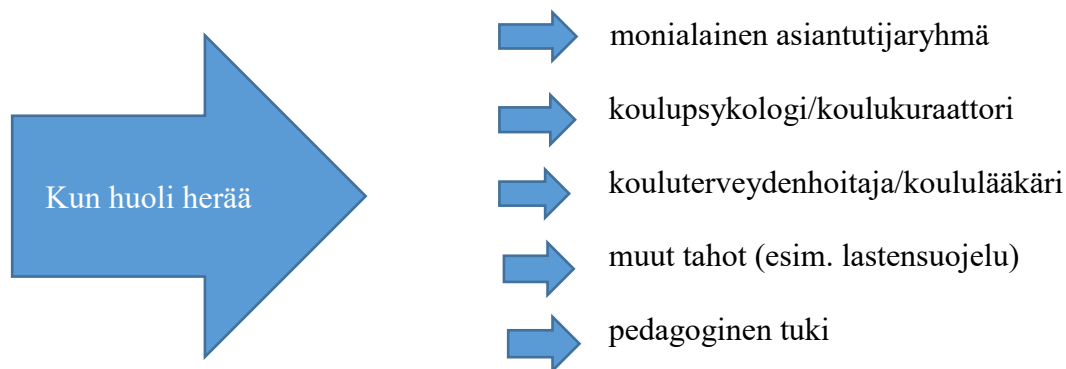 monialainen asiantutijaryhmä
koulupsykologi/koulukuraattori
Kun huoli herää
kouluterveydenhoitaja/koululääkäri
muut tahot (esim. lastensuojelu)
pedagoginen tuki